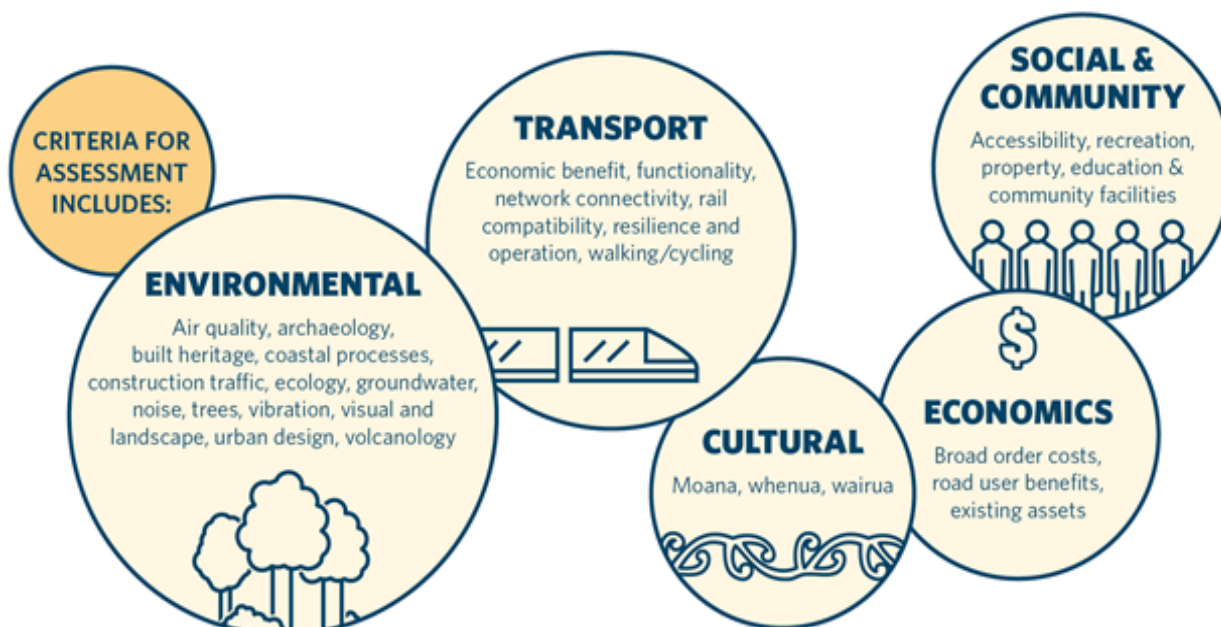 CRITERIA FOR
ASSESSMENT
INCLUDES:
ENVIRONMENTAL
Air quality, archaeology,
built heritage, coastal processes,
construction traffic, ecology, groundwater,
noise, trees, vibration, visual and
landscape, urban design, volcanology
TRANSPORT
Economic benefit, functionality,
network connectivity, rail
compatibility, resilience and
operation, walking/cycling
CULTURAL
Moana, whenua, wairua
SOCIAL &
COMMUNITY
Accessibility, recreation,
property, education &
community facilities
$
ECONOMICS
Broad order costs,
road user benefits,
existing assets